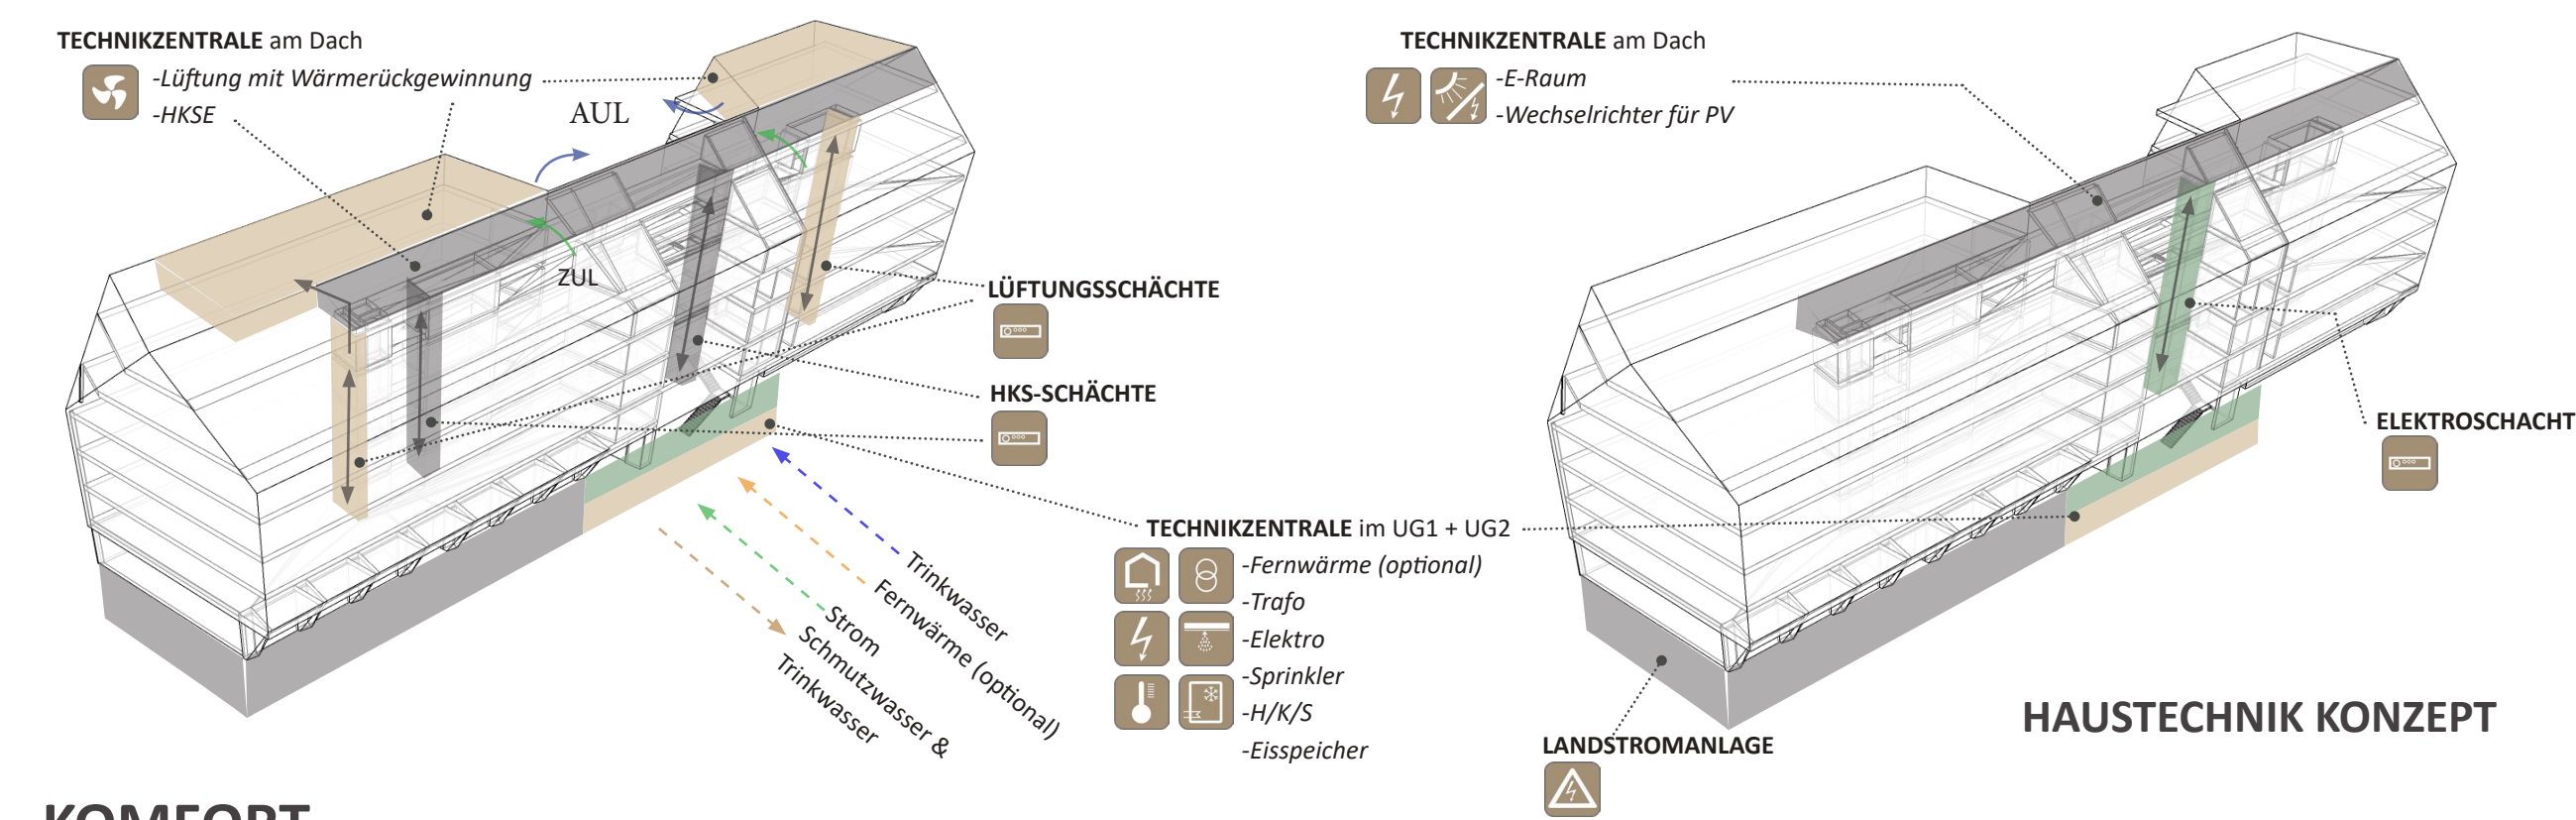 TECHNIKZENTRALE am Dach
-Lüftung mit Wärmerückgewinnung
-HKSE
AUL
ZUL
LÜFTUNGSSCHÄCHTE
HKS-SCHÄCHTE
Trinkwasser
Fernwärme (optional)
Strom
Schmutzwasser &
Trinkwasser
TECHNIKZENTRALE im UG1 + UG2
-Fernwärme (optional)
-Trafo
-Elektro
-Sprinkler
-H/K/S
-Eisspeicher
TECHNIKZENTRALE am Dach
-E-Raum
-Wechselrichter für PV
ELEKTROSCHACHT
LANDSTROMANLAGE
HAUSTECHNIK KONZEPT
KOMFORT